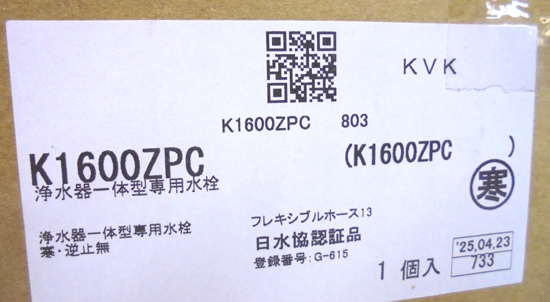 KVK
K1600ZPC 803
K1600ZPC (K1600ZPC )
浄水器一体型専用水栓
寒
浄水器一体型専用水栓
寒・逆止無
フレキシブルホース13
日水協認証品
登録番号:G-615
1個入
'25,04,23
733